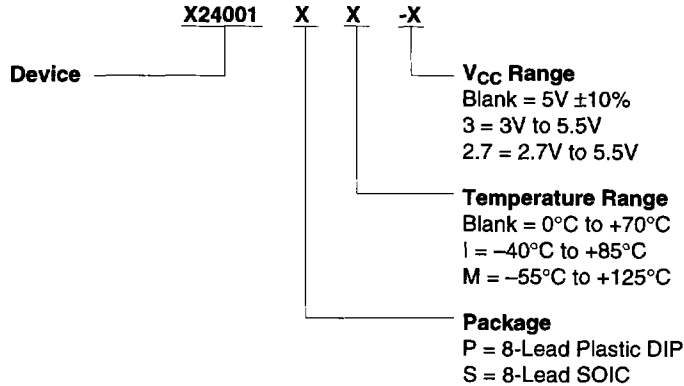 X24001 X X -X
Device
VCC Range
Blank = 5V ±10%
3 = 3V to 5.5V
2.7 = 2.7V to 5.5V
Temperature Range
Blank = 0°C to +70°C
I = –40°C to +85°C
M = –55°C to +125°C
Package
P = 8-Lead Plastic DIP
S = 8-Lead SOIC